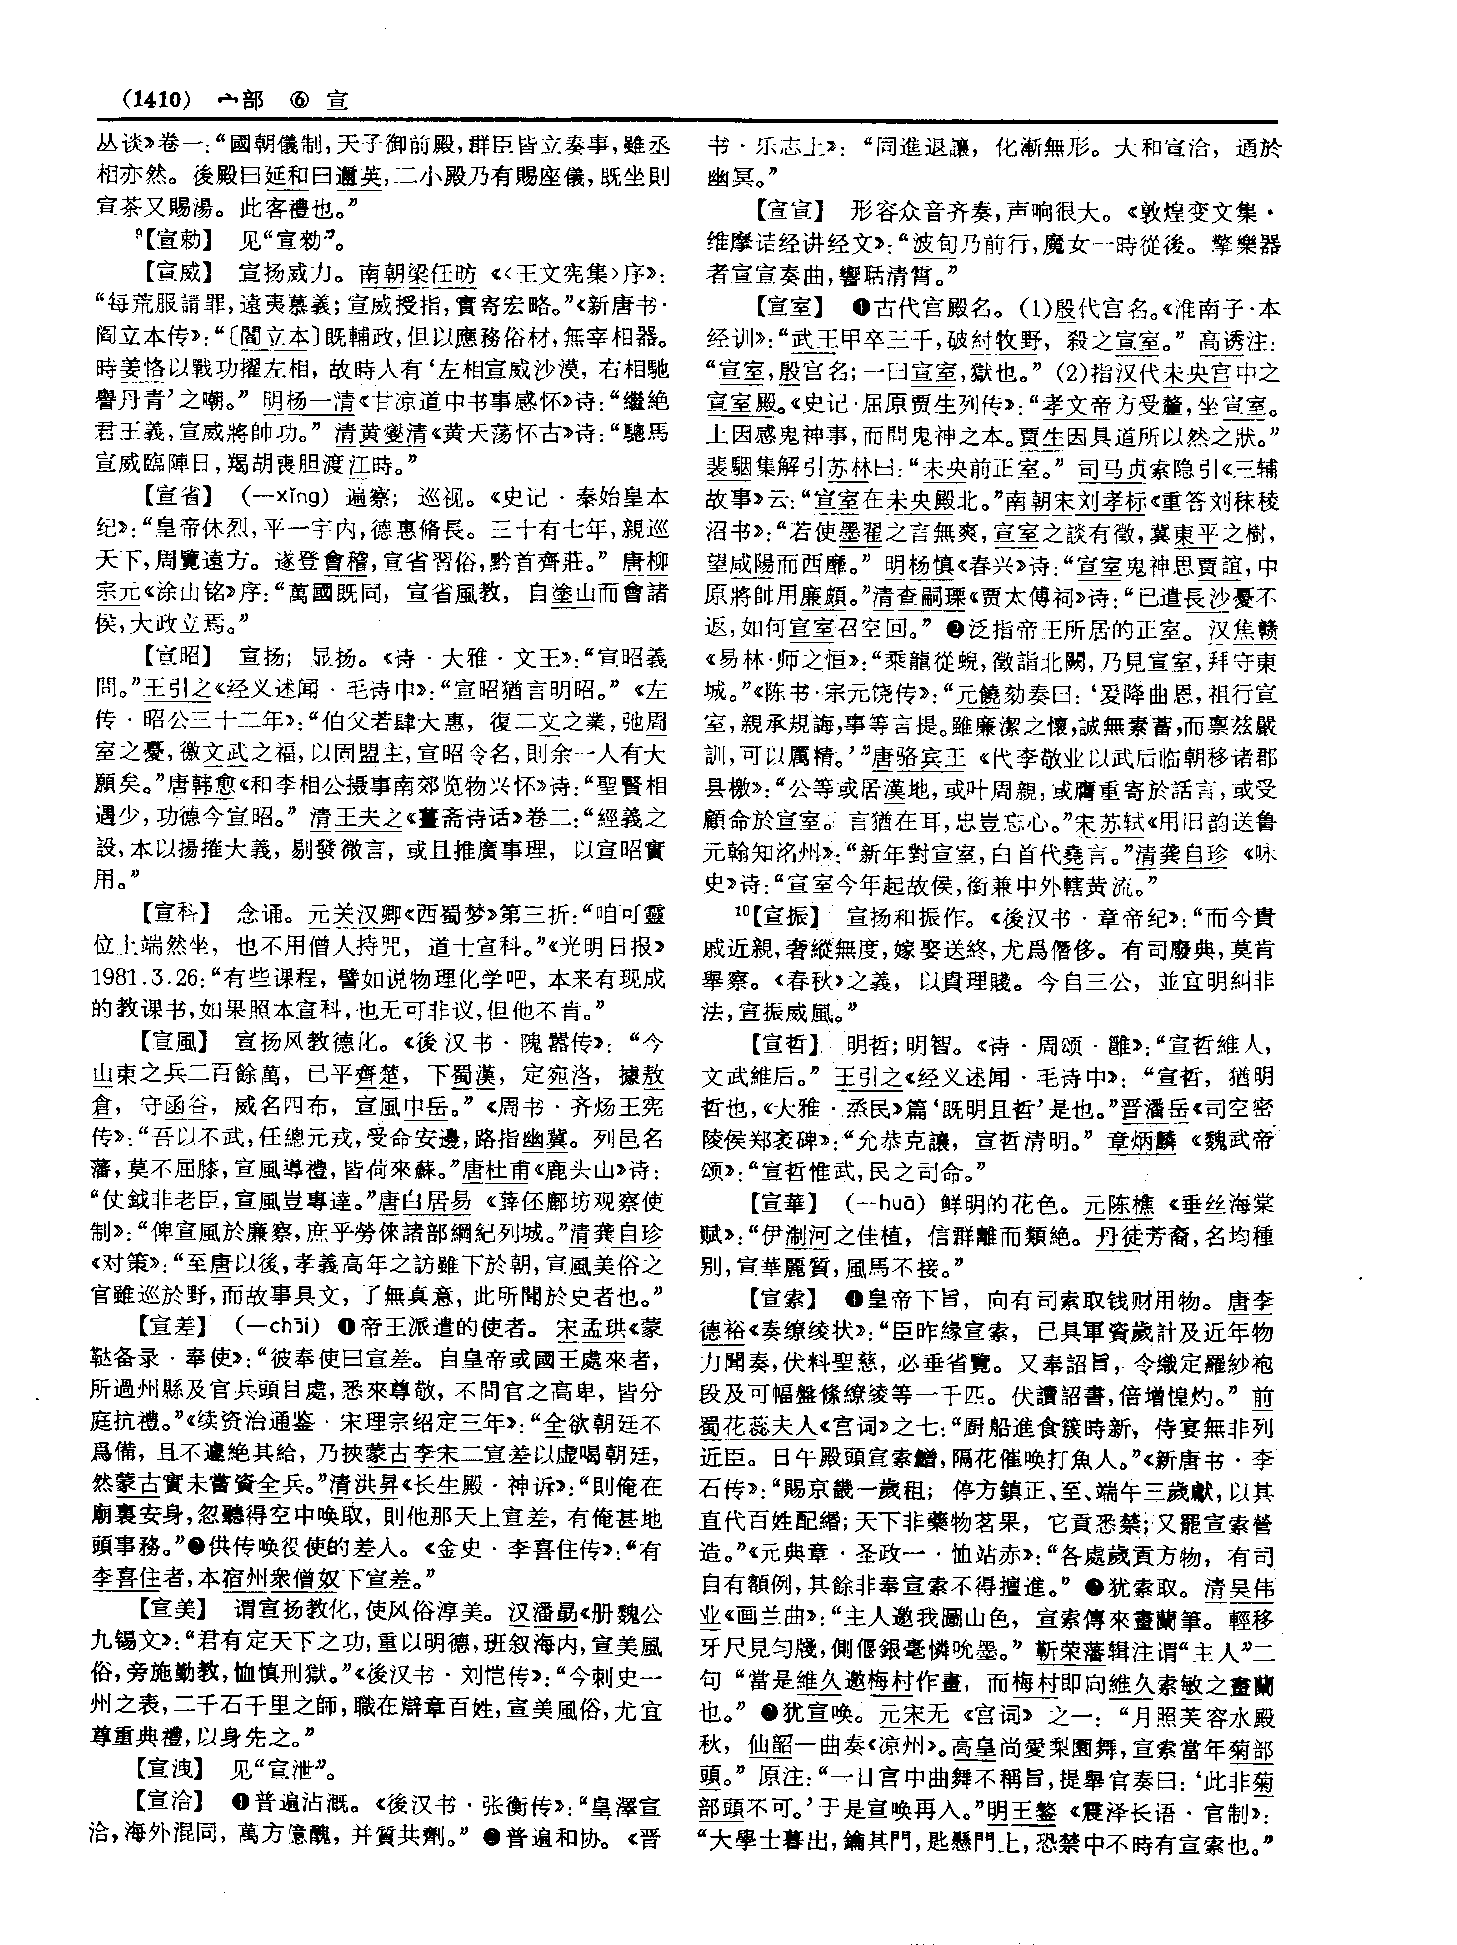 (1410) 宀部 ⑥ 宣
丛谈》卷一：“國朝儀制，天子御前殿，群臣皆立奏事，雖丞
相亦然。後殿曰延和曰邇英，二小殿乃有賜座儀，既坐則
宣茶又賜湯。此客禮也。”
9【宣勑】 见“宣勑”。
【宣威】 宣扬威力。南朝梁任昉《〈王文宪集〉序》：
“每荒服請罪，遠夷慕義；宣威授指，實寄宏略。”《新唐书·
阎立本传》：“〔閻立本〕既輔政，但以應務俗材，無宰相器。
時姜恪以戰功擢左相，故時人有‘左相宣威沙漠，右相馳
譽丹青’之嘲。” 明杨一清《甘凉道中书事感怀》诗：“繼絶
君王義，宣威將帥功。” 清黄燮清《黄天荡怀古》诗：“驄馬
宣威臨陣日，羯胡喪胆渡江時。”
【宣省】 (—xǐng) 遍察；巡视。《史记·秦始皇本
纪》：“皇帝休烈，平一宇内，德惠脩長。三十有七年，親巡
天下，周覽遠方。遂登會稽，宣省習俗，黔首齊莊。” 唐柳
宗元《涂山铭》序：“萬國既同，宣省風教，自塗山而會諸
侯，大政立焉。”
【宣昭】 宣扬；显扬。《诗·大雅·文王》：“宣昭義
問。”王引之《经义述闻·毛诗中》：“宣昭猶言明昭。”《左
传·昭公三十二年》：“伯父若肆大惠，復二文之業，弛周
室之憂，徼文武之福，以固盟主，宣昭令名，則余一人有大
願矣。”唐韩愈《和李相公摄事南郊览物兴怀》诗：“聖賢相
遇少，功德今宣昭。” 清王夫之《薑斋诗话》卷二：“經義之
設，本以揚搉大義，剔發微言，或且推廣事理，以宣昭實
用。”
【宣科】 念诵。元关汉卿《西蜀梦》第三折：“咱可靈
位上端然坐，也不用僧人持咒，道士宣科。”《光明日报》
1981.3.26：“有些课程，譬如说物理化学吧，本来有现成
的教课书，如果照本宣科，也无可非议，但他不肯。”
【宣風】 宣扬风教德化。《後汉书·隗嚣传》：“今
山東之兵二百餘萬，已平齊楚，下蜀漢，定宛洛，據敖
倉，守函谷，威名四布，宣風中岳。”《周书·齐炀王宪
传》：“吾以不武，任總元戎，受命安邊，路指幽冀。列邑名
藩，莫不屈膝，宣風導禮，皆荷來蘇。”唐杜甫《鹿头山》诗：
“仗鉞非老臣，宣風豈專達。”唐白居易《薛伾鄜坊观察使
制》：“俾宣風於廉察，庶乎勞倈諸部綱紀列城。”清龚自珍
《对策》：“至唐以後，孝義高年之訪雖下於朝，宣風美俗之
官雖巡於野，而故事具文，了無真意，此所聞於史者也。”
【宣差】 (—chāi) ❶帝王派遣的使者。宋孟珙《蒙
鞑备录·奉使》：“彼奉使曰宣差。自皇帝或國王處來者，
所過州縣及官兵頭目處，悉來尊敬，不問官之高卑，皆分
庭抗禮。”《续资治通鉴·宋理宗绍定三年》：“全欲朝廷不
爲備，且不遽絶其給，乃挾蒙古李宋二宣差以虚喝朝廷，
然蒙古實未嘗資全兵。”清洪昇《长生殿·神诉》：“則俺在
廟裏安身，忽聽得空中唤取，則他那天上宣差，有俺甚地
頭事務。”❷供传唤役使的差人。《金史·李喜住传》：“有
李喜住者，本宿州衆僧奴下宣差。”
【宣美】 谓宣扬教化，使风俗淳美。汉潘勗《册魏公
九锡文》：“君有定天下之功，重以明德，班叙海内，宣美風
俗，旁施勤教，恤慎刑獄。”《後汉书·刘恺传》：“今刺史一
州之表，二千石千里之師，職在辯章百姓，宣美風俗，尤宜
尊重典禮，以身先之。”
【宣洩】 见“宣泄”。
【宣洽】 ❶普遍沾溉。《後汉书·张衡传》：“皇澤宣
洽，海外混同，萬方億醜，并質共劑。” ❷普遍和协。《晋
书·乐志上》：“同進退讓，化漸無形。大和宣洽，通於
幽冥。”
【宣宣】 形容众音齐奏，声响很大。《敦煌变文集·
维摩诘经讲经文》：“波旬乃前行，魔女一時從後。擎樂器
者宣宣奏曲，響聒清霄。”
【宣室】 ❶古代宫殿名。(1)殷代宫名。《淮南子·本
经训》：“武王甲卒三千，破紂牧野，殺之宣室。” 高诱注：
“宣室，殷宫名；一曰宣室，獄也。”(2)指汉代未央宫中之
宣室殿。《史记·屈原贾生列传》：“孝文帝方受釐，坐宣室。
上因感鬼神事，而問鬼神之本。賈生因具道所以然之狀。”
裴駰集解引苏林曰：“未央前正室。” 司马贞索隐引《三辅
故事》云：“宣室在未央殿北。”南朝宋刘孝标《重答刘秣稜
沼书》：“若使墨翟之言無爽，宣室之談有徵，冀東平之樹，
望咸陽而西靡。” 明杨慎《春兴》诗：“宣室鬼神思賈誼，中
原將帥用廉頗。”清查嗣瑮《贾太傅祠》诗：“已遣長沙憂不
返，如何宣室召空回。” ❷泛指帝王所居的正室。汉焦赣
《易林·师之恒》：“乘龍從蜺，徵詣北闕，乃見宣室，拜守東
城。”《陈书·宗元饶传》：“元饒劾奏曰：‘爰降曲恩，祖行宣
室，親承規誨，事等言提。雖廉潔之懷，誠無素蓄，而禀兹嚴
訓，可以厲精。’”唐骆宾王《代李敬业以武后临朝移诸郡
县檄》：“公等或居漢地，或叶周親，或膺重寄於話言，或受
顧命於宣室。言猶在耳，忠豈忘心。”宋苏轼《用旧韵送鲁
元翰知洺州》：“新年對宣室，白首代堯言。”清龚自珍《咏
史》诗：“宣室今年起故侯，銜兼中外轄黄流。”
10【宣振】 宣扬和振作。《後汉书·章帝纪》：“而今貴
戚近親，奢縱無度，嫁娶送終，尤爲僭侈。有司廢典，莫肯
舉察。《春秋》之義，以貴理賤。今自三公，並宜明糾非
法，宣振威風。”
【宣哲】 明哲；明智。《诗·周颂·雝》：“宣哲維人，
文武維后。” 王引之《经义述闻·毛诗中》：“宣哲，猶明
哲也，《大雅·烝民》篇‘既明且哲’是也。”晋潘岳《司空密
陵侯郑袤碑》：“允恭克讓，宣哲清明。” 章炳麟《魏武帝
颂》：“宣哲惟武，民之司命。”
【宣華】 (—huā) 鲜明的花色。元陈樵《垂丝海棠
赋》：“伊淛河之佳植，信群離而類絶。丹徒芳裔，名均種
别，宣華麗質，風馬不接。”
【宣索】 ❶皇帝下旨，向有司索取钱财用物。唐李
德裕《奏缭绫状》：“臣昨緣宣索，已具軍資歲計及近年物
力聞奏，伏料聖慈，必垂省覽。又奉詔旨，令織定羅紗袍
段及可幅盤條繚綾等一千匹。伏讀詔書，倍增惶灼。” 前
蜀花蕊夫人《宫词》之七：“厨船進食簇時新，侍宴無非列
近臣。日午殿頭宣索鱠，隔花催唤打魚人。”《新唐书·李
石传》：“賜京畿一歲租；停方鎮正、至、端午三歲獻，以其
直代百姓配緡；天下非藥物茗果，它貢悉禁；又罷宣索營
造。”《元典章·圣政一·恤站赤》：“各處歲貢方物，有司
自有額例，其餘非奉宣索不得擅進。” ❷犹索取。清吴伟
业《画兰曲》：“主人邀我圖山色，宣索傳來畫蘭筆。輕移
牙尺見匀牋，側偃銀毫憐吮墨。” 靳荣藩辑注谓“主人”二
句“當是維久邀梅村作畫，而梅村即向維久索敏之畫蘭
也。” ❸犹宣唤。元宋无《宫词》之一：“月照芙容水殿
秋，仙韶一曲奏《凉州》。高皇尚愛梨園舞，宣索當年菊部
頭。” 原注：“一日宫中曲舞不稱旨，提舉官奏曰：‘此非菊
部頭不可。’于是宣唤再入。”明王鏊《震泽长语·官制》：
“大學士暮出，鑰其門，匙懸門上，恐禁中不時有宣索也。”